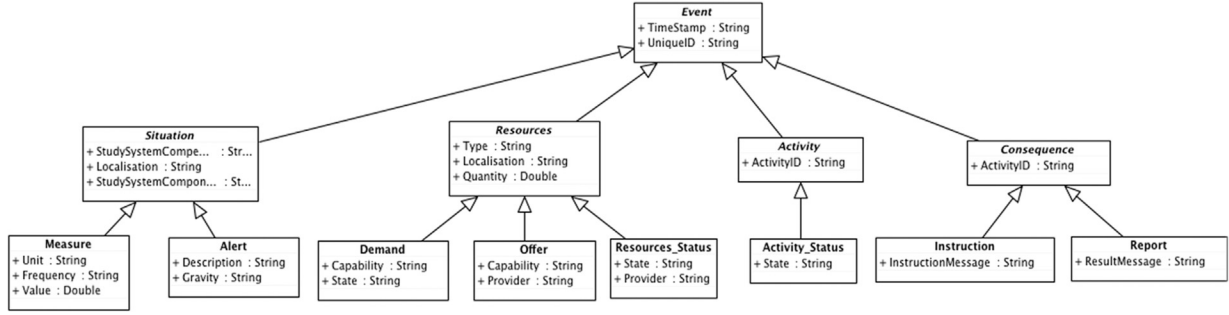 Event
+ TimeStamp : String
+ UniqueID : String
Situation
+ StudySystemCompe... : Str...
+ Localisation : String
+ StudySystemCompon... : St...
Resources
+ Type : String
+ Localisation : String
+ Quantity : Double
Activity
+ ActivityID : String
Consequence
+ ActivityID : String
Measure
+ Unit : String
+ Frequency : String
+ Value : Double
Alert
+ Description : String
+ Gravity : String
Demand
+ Capability : String
+ State : String
Offer
+ Capability : String
+ Provider : String
Resources_Status
+ State : String
+ Provider : String
Activity_Status
+ State : String
Instruction
+ InstructionMessage : String
Report
+ ResultMessage : String